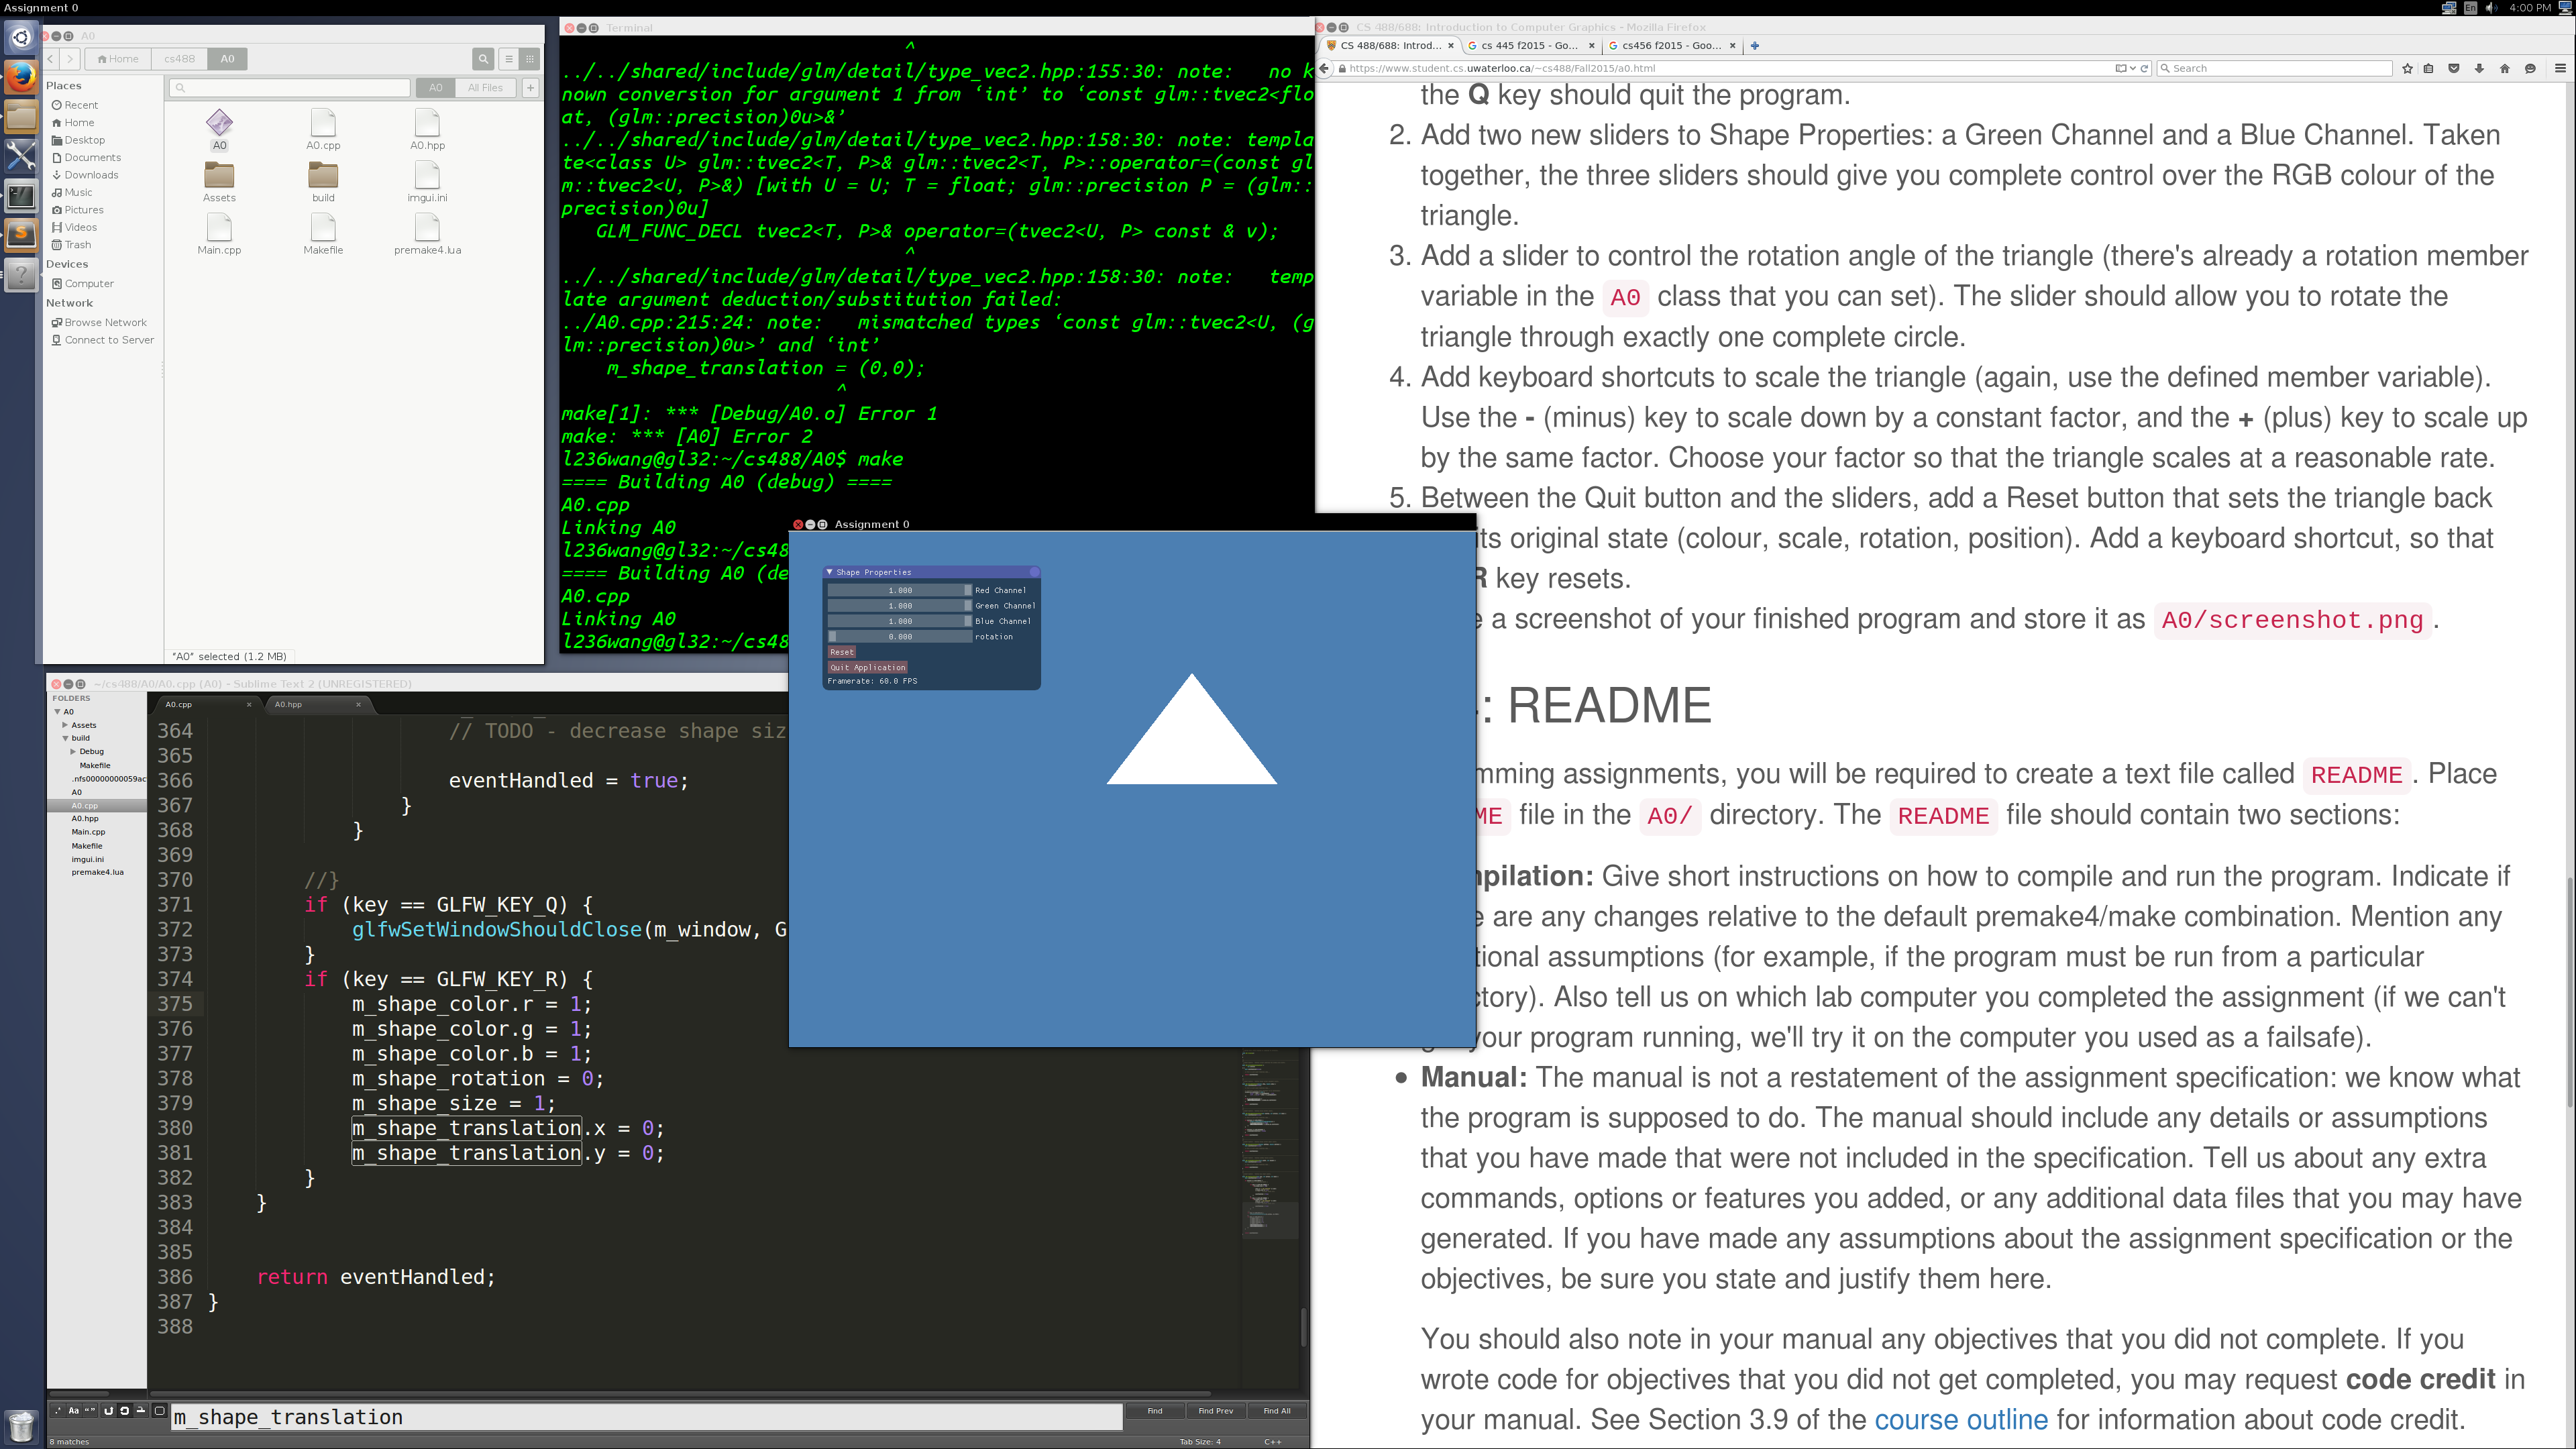 Assignment 0
En
4:00 PM
A0
Home
cs488
A0
Places
Recent
Home
Desktop
Documents
Downloads
Music
Pictures
Videos
Trash
Devices
Computer
Network
Browse Network
Connect to Server
A0
All Files
A0
A0.cpp
A0.hpp
Assets
build
imgui.ini
Main.cpp
Makefile
premake4.lua
"A0" selected (1.2 MB)
Terminal
^
../../shared/include/glm/detail/type_vec2.hpp:155:30: note:   no k
nown conversion for argument 1 from ‘int’ to ‘const glm::tvec2<flo
at, (glm::precision)0u>&’
../../shared/include/glm/detail/type_vec2.hpp:158:30: note: templa
te<class U> glm::tvec2<T, P>& glm::tvec2<T, P>::operator=(const gl
m::tvec2<U, P>&) [with U = U; T = float; glm::precision P = (glm::
precision)0u]
GLM_FUNC_DECL tvec2<T, P>& operator=(tvec2<U, P> const & v);
^
../../shared/include/glm/detail/type_vec2.hpp:158:30: note:   temp
late argument deduction/substitution failed:
../A0.cpp:215:24: note:   mismatched types ‘const glm::tvec2<U, (g
lm::precision)0u>’ and ‘int’
m_shape_translation = (0,0);
^
make[1]: *** [Debug/A0.o] Error 1
make: *** [A0] Error 2
l236wang@gl32:~/cs488/A0$ make
==== Building A0 (debug) ====
A0.cpp
Linking A0
l236wang@gl32:~/cs48
==== Building A0 (de
A0.cpp
Linking A0
l236wang@gl32:~/cs48
CS 488/688: Introduction to Computer Graphics - Mozilla Firefox
CS 488/688: Introd...
cs 445 f2015 - Goo...
cs456 f2015 - Goo...
https://www.student.cs.uwaterloo.ca/~cs488/Fall2015/a0.html
Search
the Q key should quit the program.
2. Add two new sliders to Shape Properties: a Green Channel and a Blue Channel. Taken
together, the three sliders should give you complete control over the RGB colour of the
triangle.
3. Add a slider to control the rotation angle of the triangle (there's already a rotation member
variable in the A0 class that you can set). The slider should allow you to rotate the
triangle through exactly one complete circle.
4. Add keyboard shortcuts to scale the triangle (again, use the defined member variable).
Use the - (minus) key to scale down by a constant factor, and the + (plus) key to scale up
by the same factor. Choose your factor so that the triangle scales at a reasonable rate.
5. Between the Quit button and the sliders, add a Reset button that sets the triangle back
its original state (colour, scale, rotation, position). Add a keyboard shortcut, so that
R key resets.
e a screenshot of your finished program and store it as A0/screenshot.png.
: README
mming assignments, you will be required to create a text file called README. Place
ME file in the A0/ directory. The README file should contain two sections:
mpilation: Give short instructions on how to compile and run the program. Indicate if
e are any changes relative to the default premake4/make combination. Mention any
tional assumptions (for example, if the program must be run from a particular
ctory). Also tell us on which lab computer you completed the assignment (if we can't
your program running, we'll try it on the computer you used as a failsafe).
• Manual: The manual is not a restatement of the assignment specification: we know what
the program is supposed to do. The manual should include any details or assumptions
that you have made that were not included in the specification. Tell us about any extra
commands, options or features you added, or any additional data files that you may have
generated. If you have made any assumptions about the assignment specification or the
objectives, be sure you state and justify them here.
You should also note in your manual any objectives that you did not complete. If you
wrote code for objectives that you did not get completed, you may request code credit in
your manual. See Section 3.9 of the course outline for information about code credit.
Assignment 0
Shape Properties
1.000 Red Channel
1.000 Green Channel
1.000 Blue Channel
0.000 rotation
Reset
Quit Application
Framerate: 60.0 FPS
~/cs488/A0/A0.cpp (A0) - Sublime Text 2 (UNREGISTERED)
FOLDERS
A0
Assets
build
Debug
Makefile
.nfs00000000059ac
A0
A0.cpp
A0.hpp
Main.cpp
Makefile
imgui.ini
premake4.lua
A0.cpp
A0.hpp
364 // TODO - decrease shape siz
365
366 eventHandled = true;
367 }
368 }
369
370 //}
371 if (key == GLFW_KEY_Q) {
372 glfwSetWindowShouldClose(m_window, G
373 }
374 if (key == GLFW_KEY_R) {
375 m_shape_color.r = 1;
376 m_shape_color.g = 1;
377 m_shape_color.b = 1;
378 m_shape_rotation = 0;
379 m_shape_size = 1;
380 m_shape_translation.x = 0;
381 m_shape_translation.y = 0;
382 }
383 }
384
385
386 return eventHandled;
387 }
388
m_shape_translation
Find
Find Prev
Find All
8 matches
Tab Size: 4
C++